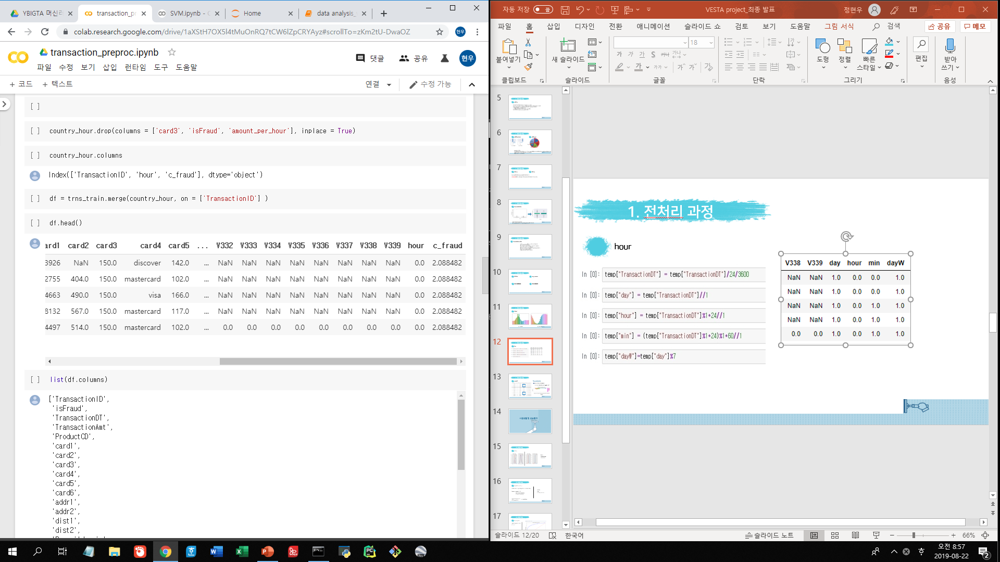 YBIGTA 머신러
transaction_pr
SVM.ipynb - C
Home
data analysis_
colab.research.google.com/drive/1aXStH7OX5l4tMuOnRQ7tCW6lZpCRYAyz#scrollTo=zKm2tU-DwaOZ
현우
transaction_preproc.ipynb
댓글
공유
현우
파일 수정 보기 삽입 런타임 도구 도움말
+ 코드 + 텍스트
연결
수정 가능
[ ]
[ ] country_hour.drop(columns = ['card3', 'isFraud', 'amount_per_hour'], inplace = True)
[ ] country_hour.columns
Index(['TransactionID', 'hour', 'c_fraud'], dtype='object')
[ ] df = trns_train.merge(country_hour, on = ['TransactionID'] )
[ ] df.head()
ard1 card2 card3 card4 card5 ... V332 V333 V334 V335 V336 V337 V338 V339 hour c_fraud
3926 NaN 150.0 discover 142.0 ... NaN NaN NaN NaN NaN NaN NaN NaN 0.0 2.088482
2755 404.0 150.0 mastercard 102.0 ... NaN NaN NaN NaN NaN NaN NaN NaN 0.0 2.088482
4663 490.0 150.0 visa 166.0 ... NaN NaN NaN NaN NaN NaN NaN NaN 0.0 2.088482
8132 567.0 150.0 mastercard 117.0 ... NaN NaN NaN NaN NaN NaN NaN NaN 0.0 2.088482
4497 514.0 150.0 mastercard 102.0 ... 0.0 0.0 0.0 0.0 0.0 0.0 0.0 0.0 0.0 2.088482
[ ] list(df.columns)
['TransactionID',
'isFraud',
'TransactionDT',
'TransactionAmt',
'ProductCD',
'card1',
'card2',
'card3',
'card4',
'card5',
'card6',
'addr1',
'addr2',
'dist1',
'dist2',
자동 저장 끔
VESTA project_최종 발표
정현우
파일 홈 삽입 디자인 전환 애니메이션 슬라이드 쇼 검토 보기 도움말 그림 서식 검색
공유
메모
붙여넣기
새 슬라이드
18
가 가 가 S
도형
정렬
빠른
스타일
편집
받아
쓰기
클립보드
슬라이드
글꼴
단락
그리기
음성
5
6
7
8
9
10
11
12
13
14
15
16
17
1. 전처리 과정
hour
In [0]: temp["TransactionDT"] = temp["TransactionDT"]/24/3600
In [0]: temp["day"] = temp["TransactionDT"]//1
In [0]: temp["hour"] = temp["TransactionDT"]%1*24//1
In [0]: temp["min"] = (temp["TransactionDT"]%1*24)%1*60//1
In [0]: temp["dayW"]=temp["day"]%7
V338 V339 day hour min dayW
NaN NaN 1.0 0.0 0.0 1.0
NaN NaN 1.0 0.0 0.0 1.0
NaN NaN 1.0 0.0 1.0 1.0
NaN NaN 1.0 0.0 1.0 1.0
0.0 0.0 1.0 0.0 1.0 1.0
슬라이드 12/20
한국어
슬라이드 노트
66%
오전 8:57
2019-08-22
2